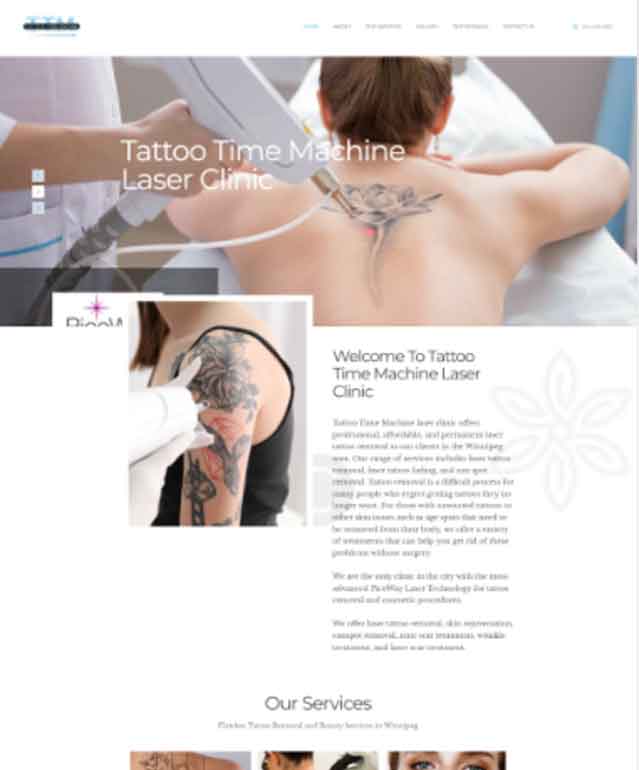 HOME ABOUT OUR SERVICES GALLERY TESTIMONIALS CONTACT US
Tattoo Time Machine
Laser Clinic
Welcome To Tattoo
Time Machine Laser
Clinic
Tattoo Time Machine laser clinic offers
professional, affordable, and permanent laser
tattoo removal to our clients in the Winnipeg
area. Our range of services includes laser tattoo
removal, laser tattoo fading, and age spot
removal. Tattoo removal is a difficult process for
many people who regret getting tattoos they no
longer want. For those with unwanted tattoos or
other skin issues such as age spots that need to
be removed from their body, we offer a variety
of treatments that can help you get rid of these
problems without surgery.
We are the only clinic in the city with the most
advanced PicoWay Laser Technology for tattoo
removal and cosmetic procedures.
We offer laser tattoo removal, skin rejuvenation,
removal, acne scar treatment, wrinkle
treatment, and laser scar treatment.
Our Services
Tattoo Removal and Beauty Services in Winnipeg